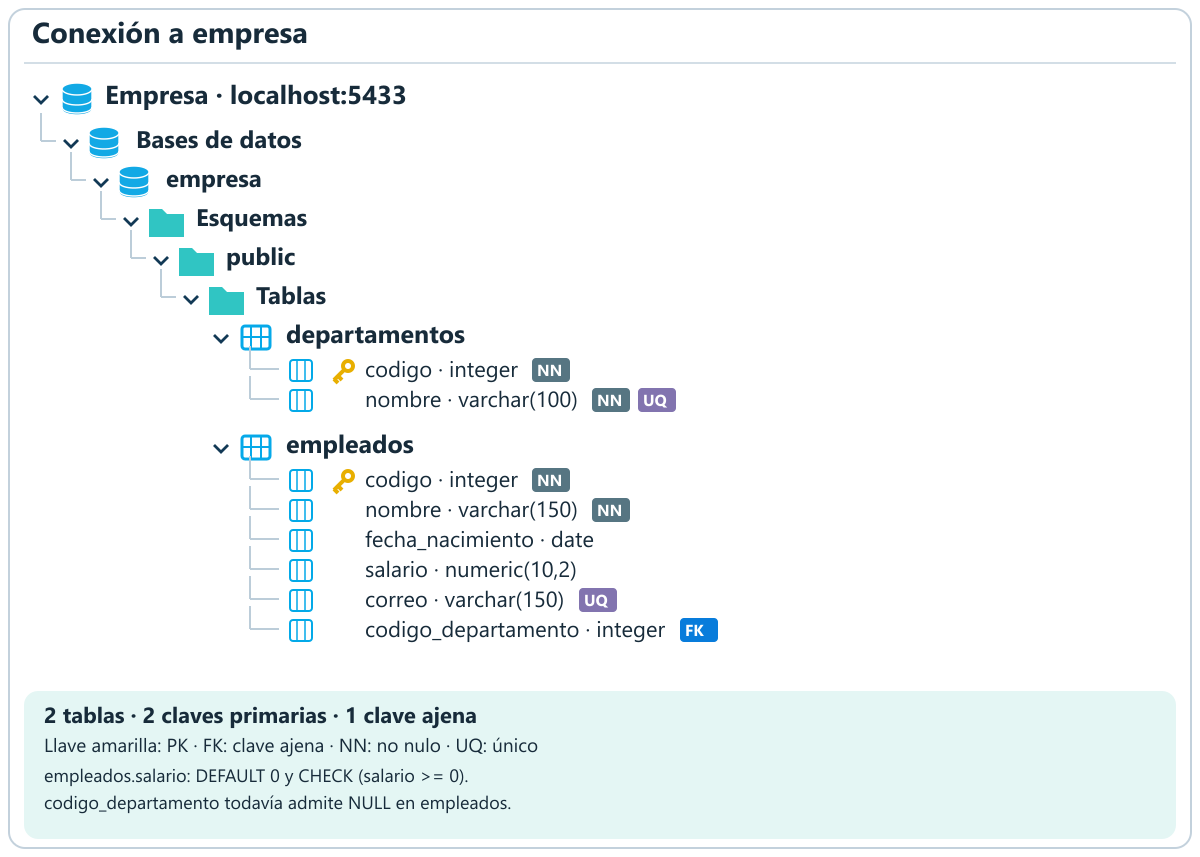 Conexión a empresa
Empresa · localhost:5433
Bases de datos
empresa
Esquemas
public
Tablas
departamentos
codigo · integer NN
nombre · varchar(100) NN UQ
empleados
codigo · integer NN
nombre · varchar(150) NN
fecha_nacimiento · date
salario · numeric(10,2)
correo · varchar(150) UQ
codigo_departamento · integer FK
2 tablas · 2 claves primarias · 1 clave ajena
Llave amarilla: PK · FK: clave ajena · NN: no nulo · UQ: único
empleados.salario: DEFAULT 0 y CHECK (salario >= 0).
codigo_departamento todavía admite NULL en empleados.